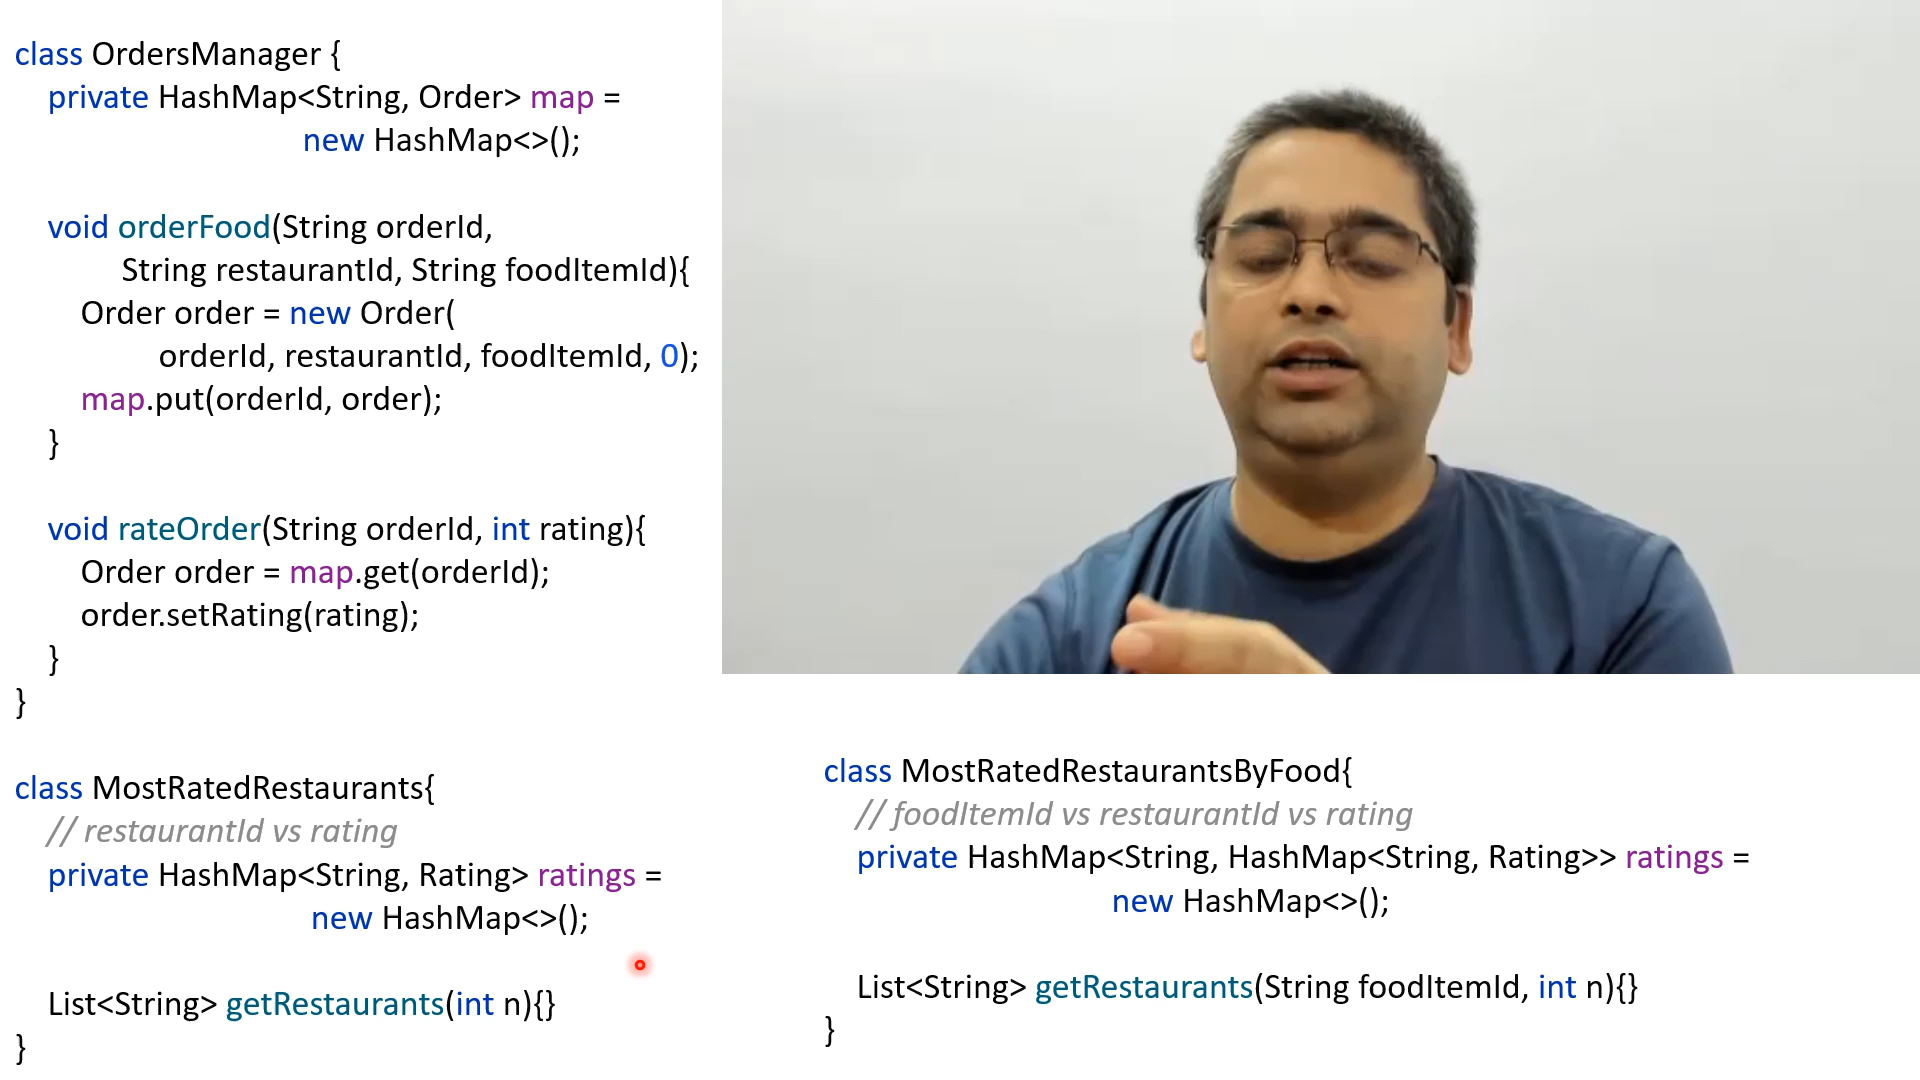 class OrdersManager {
private HashMap<String, Order> map =
new HashMap<>();
void orderFood(String orderId,
String restaurantId, String foodItemId){
Order order = new Order(
orderId, restaurantId, foodItemId, 0);
map.put(orderId, order);
}
void rateOrder(String orderId, int rating){
Order order = map.get(orderId);
order.setRating(rating);
}
}
class MostRatedRestaurants{
// restaurantId vs rating
private HashMap<String, Rating> ratings =
new HashMap<>();
List<String> getRestaurants(int n){}
}
class MostRatedRestaurantsByFood{
// foodItemId vs restaurantId vs rating
private HashMap<String, HashMap<String, Rating>> ratings =
new HashMap<>();
List<String> getRestaurants(String foodItemId, int n){}
}